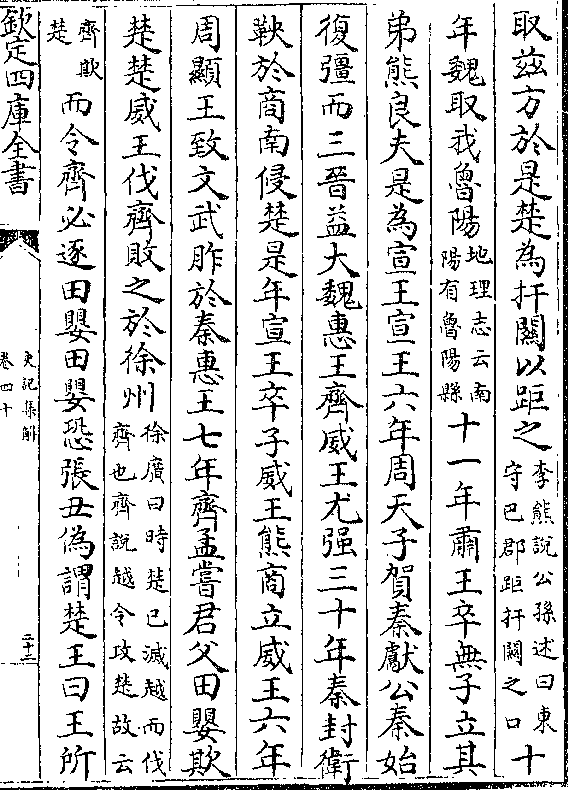 取兹方於是楚為扞關以距之李熊說公孫述曰東守巴郡距扞關之口十
年魏取我魯陽地理志云南陽有魯陽縣十一年肅王卒無子立其
弟熊良夫是為宣王宣王六年周天子賀秦獻公秦始
復彊而三晉益大魏惠王齊威王尤强三十年秦封衛
鞅於商南侵楚是年宣王卒子威王熊商立威王六年
周顯王致文武胙於秦惠王七年齊孟嘗君父田嬰欺
楚楚威王伐齊敗之於徐州徐廣曰時楚已滅越而伐齊也齊說越令攻楚故云
齊欺楚而令齊必逐田嬰田嬰恐張丑偽謂楚王曰王所
欽定四庫全書
史記集解
卷四十
二十二